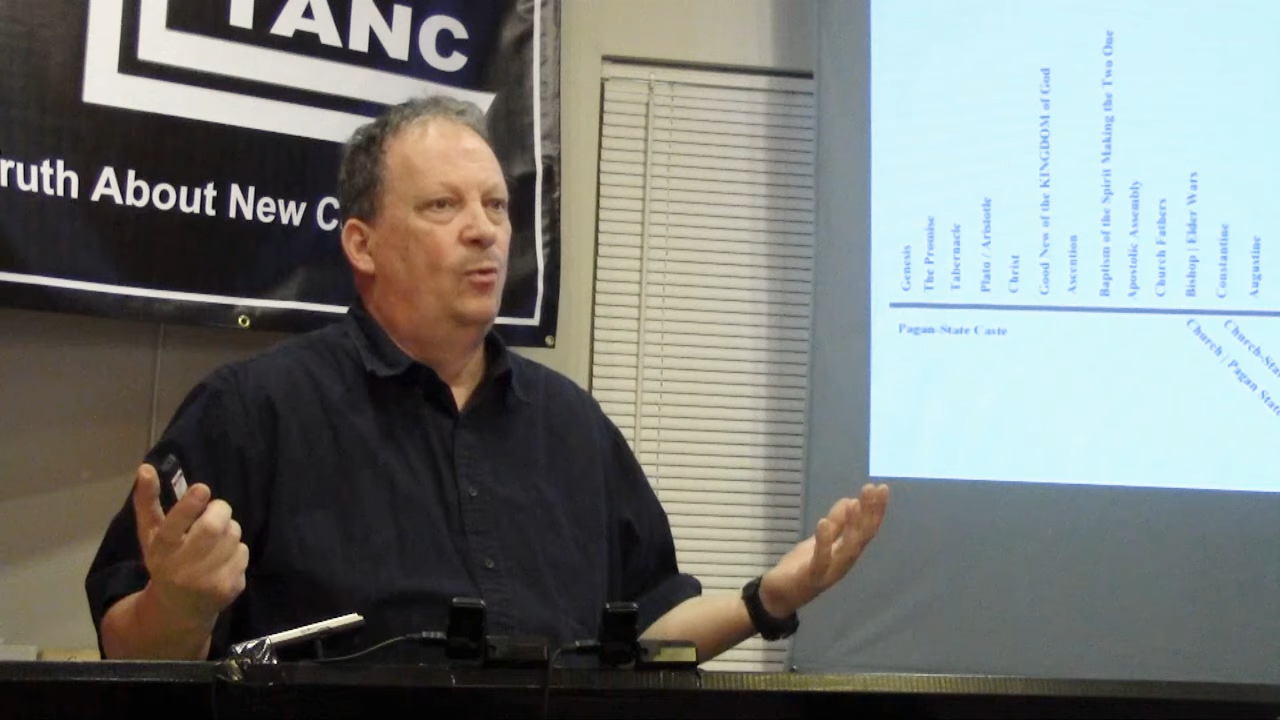 TANC
ruth About New C
Genesis
The Promise
Tabernacle
Plato / Aristotle
Christ
Good New of the KINGDOM of God
Ascention
Baptism of the Spirit Making the Two One
Apostolic Assembly
Church Fathers
Bishop | Elder Wars
Constantine
Augustine
Pagan-State Caste
Church | Pagan State
Church-Sta